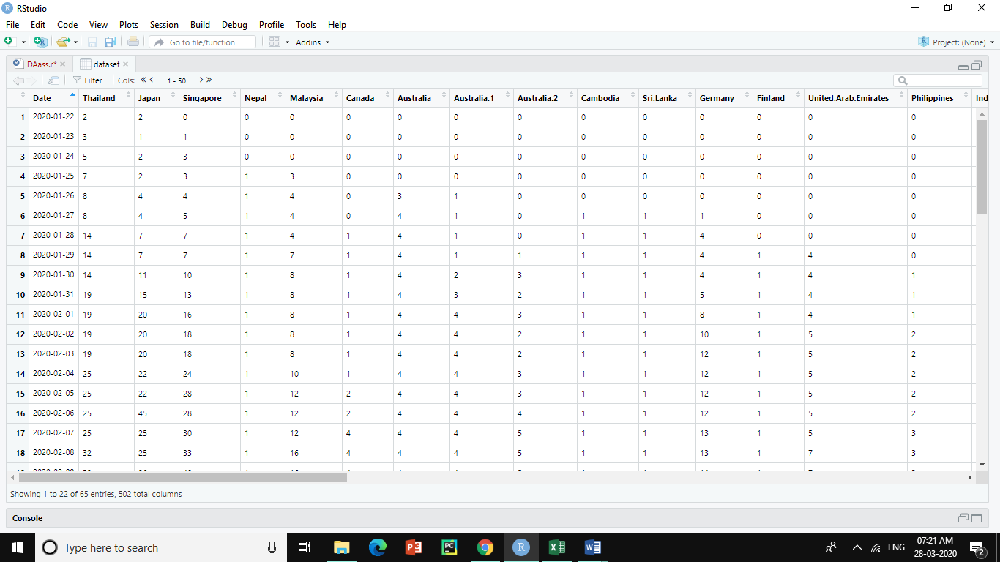 RStudio
File Edit Code View Plots Session Build Debug Profile Tools Help
Go to file/function Addins Project: (None)
DAass.r* dataset
Filter Cols: 1 - 50
Date Thailand Japan Singapore Nepal Malaysia Canada Australia Australia.1 Australia.2 Cambodia Sri.Lanka Germany Finland United.Arab.Emirates Philippines Ind
1 2020-01-22 2 2 0 0 0 0 0 0 0 0 0 0 0 0 0
2 2020-01-23 3 1 1 0 0 0 0 0 0 0 0 0 0 0 0
3 2020-01-24 5 2 3 0 0 0 0 0 0 0 0 0 0 0 0
4 2020-01-25 7 2 3 1 3 0 0 0 0 0 0 0 0 0 0
5 2020-01-26 8 4 4 1 4 0 3 1 0 0 0 0 0 0 0
6 2020-01-27 8 4 5 1 4 0 4 1 0 1 1 1 0 0 0
7 2020-01-28 14 7 7 1 4 1 4 1 0 1 1 4 0 0 0
8 2020-01-29 14 7 7 1 7 1 4 1 1 1 1 4 1 4 0
9 2020-01-30 14 11 10 1 8 1 4 2 3 1 1 4 1 4 1
10 2020-01-31 19 15 13 1 8 1 4 3 2 1 1 5 1 4 1
11 2020-02-01 19 20 16 1 8 1 4 4 3 1 1 8 1 4 1
12 2020-02-02 19 20 18 1 8 1 4 4 2 1 1 10 1 5 2
13 2020-02-03 19 20 18 1 8 1 4 4 2 1 1 12 1 5 2
14 2020-02-04 25 22 24 1 10 1 4 4 3 1 1 12 1 5 2
15 2020-02-05 25 22 28 1 12 2 4 4 3 1 1 12 1 5 2
16 2020-02-06 25 45 28 1 12 2 4 4 4 1 1 12 1 5 2
17 2020-02-07 25 25 30 1 12 4 4 4 5 1 1 13 1 5 3
18 2020-02-08 32 25 33 1 16 4 4 4 5 1 1 13 1 7 3
Showing 1 to 22 of 65 entries, 502 total columns
Console
Type here to search
ENG
07:21 AM
28-03-2020
2